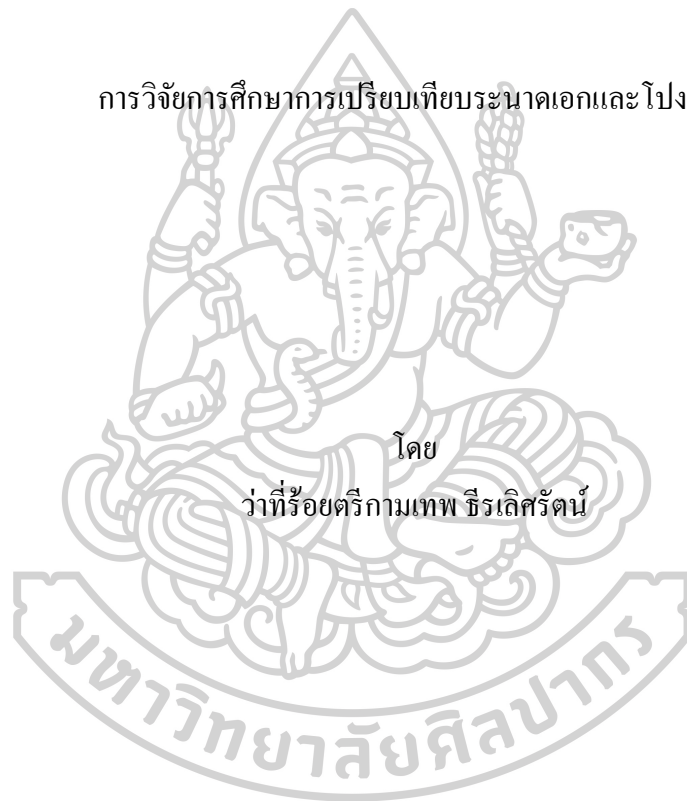 การวิจัยการศึกษาการเปรียบเทียบระนาดเอกและโปง
โดย
ว่าที่ร้อยตรีกามเทพ ธีรเลิศรัตน์
มหาวิทยาลัยศิลปากร